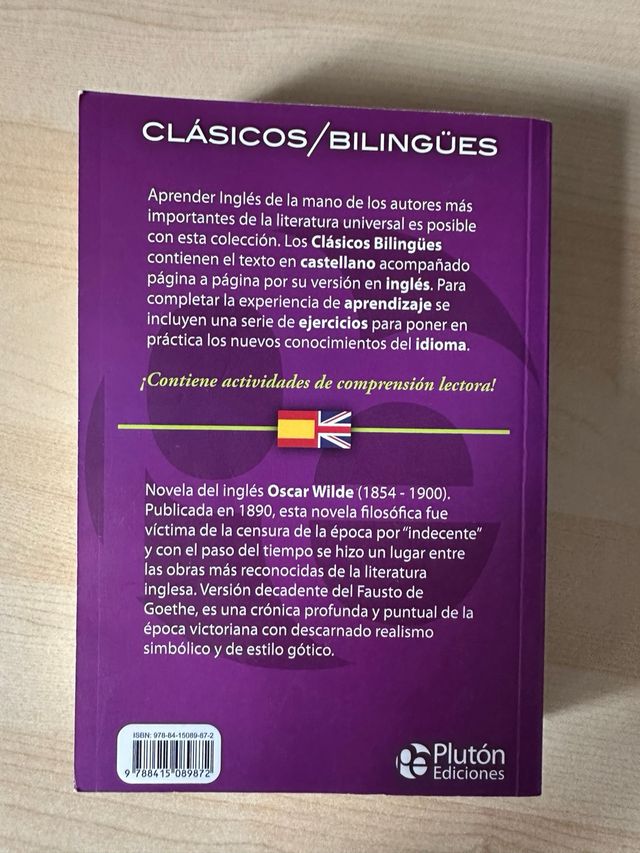 CLÁSICOS/BILINGÜES
Aprender Inglés de la mano de los autores más
importantes de la literatura universal es posible
con esta colección. Los Clásicos Bilingües
contienen el texto en castellano acompañado
página a página por su versión en inglés. Para
completar la experiencia de aprendizaje se
incluyen una serie de ejercicios para poner en
práctica los nuevos conocimientos del idioma.
¡Contiene actividades de comprensión lectora!
Novela del inglés Oscar Wilde (1854 - 1900).
Publicada en 1890, esta novela filosófica fue
víctima de la censura de la época por “indecente”
y con el paso del tiempo se hizo un lugar entre
las obras más reconocidas de la literatura
inglesa. Versión decadente del Fausto de
Goethe, es una crónica profunda y puntual de la
época victoriana con descarnado realismo
simbólico y de estilo gótico.
ISBN: 978-84-15089-87-2
9 788415 089872
Plutón
Ediciones